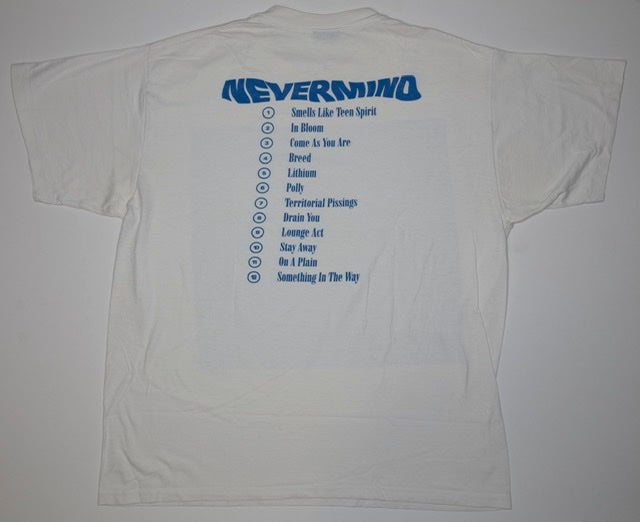 NEVERMIND
1 Smells Like Teen Spirit
2 In Bloom
3 Come As You Are
4 Breed
5 Lithium
6 Polly
7 Territorial Pissings
8 Drain You
9 Lounge Act
10 Stay Away
11 On A Plain
12 Something In The Way